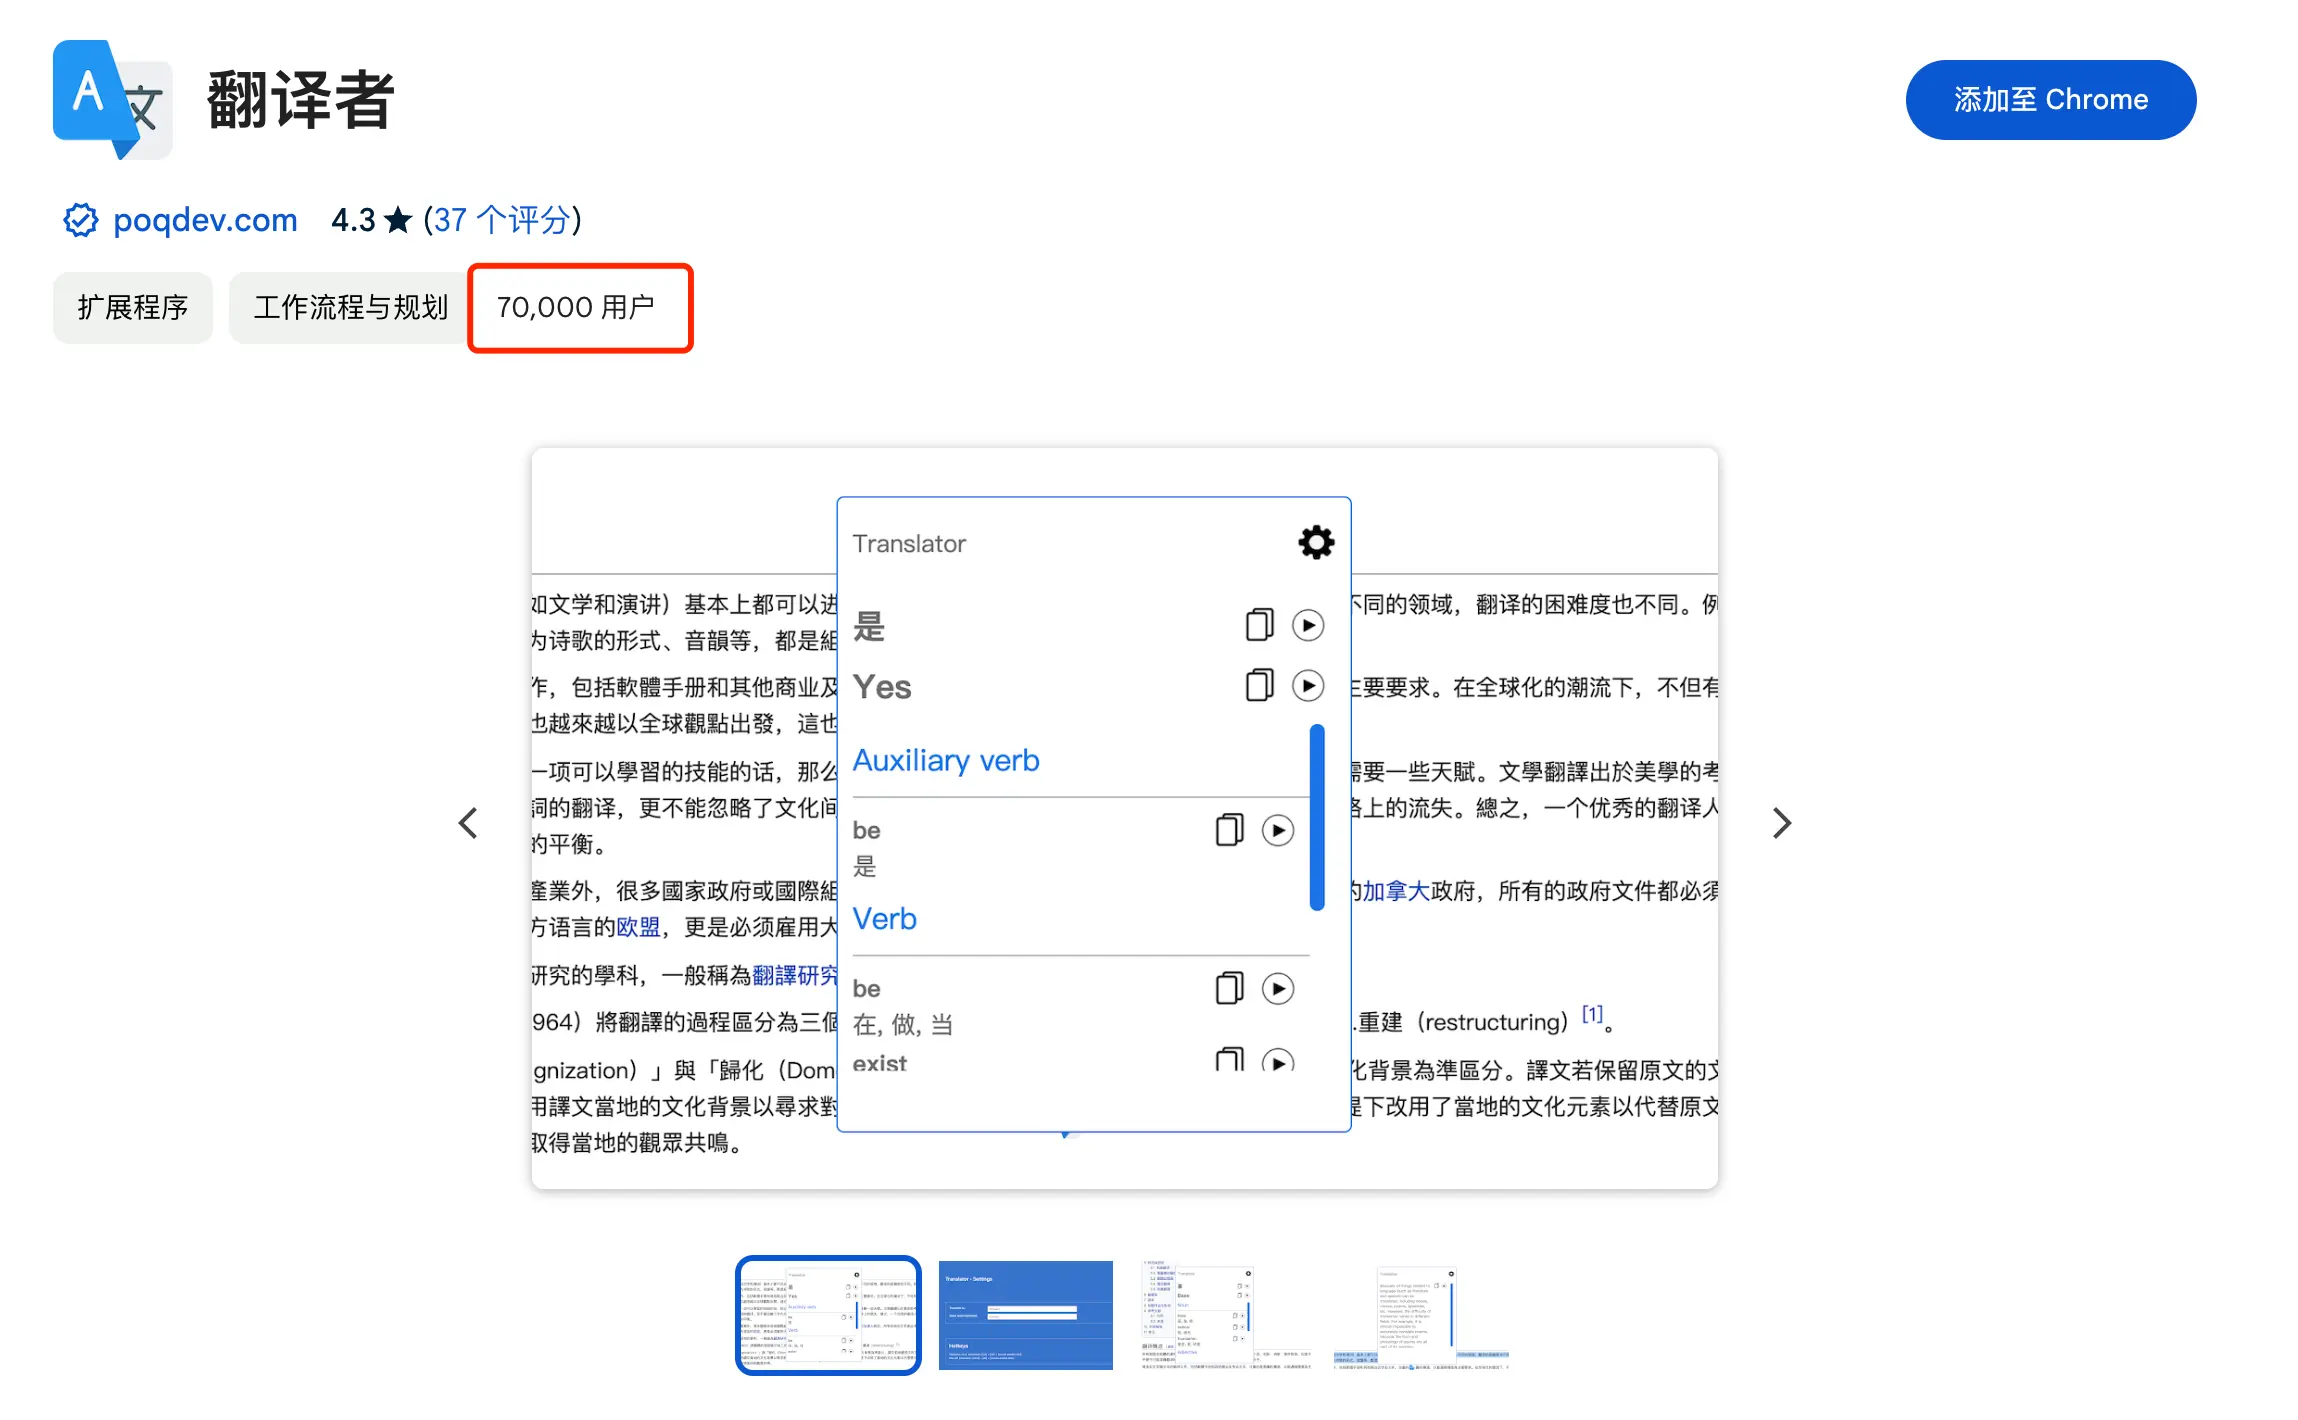 A 文
翻译者
添加至 Chrome
poqdev.com 4.3 ★ (37 个评分)
扩展程序 工作流程与规划 70,000 用户
Translator
是
Yes
Auxiliary verb
be
是
Verb
be
在, 做, 当
exist
如文学和演讲）基本上都可以进
不同的领域，翻译的困难度也不同。例
为诗歌的形式、音韻等，都是組
作，包括軟體手册和其他商业及
主要要求。在全球化的潮流下，不但有
也越來越以全球觀點出發，這也
一项可以學習的技能的话，那么
需要一些天賦。文學翻譯出於美學的考
詞的翻译，更不能忽略了文化间
格上的流失。總之，一个优秀的翻译人
的平衡。
產業外，很多國家政府或國際組
的加拿大政府，所有的政府文件都必须
方语言的欧盟，更是必须雇用大
研究的學科，一般稱為翻譯研究
964）將翻譯的過程區分為三個
.重建（restructuring）[1]。
gnization）」與「歸化（Dom
化背景為準區分。譯文若保留原文的文
用譯文當地的文化背景以尋求對
提下改用了當地的文化元素以代替原文
取得當地的觀眾共鳴。
Translator - Settings
Hotkeys